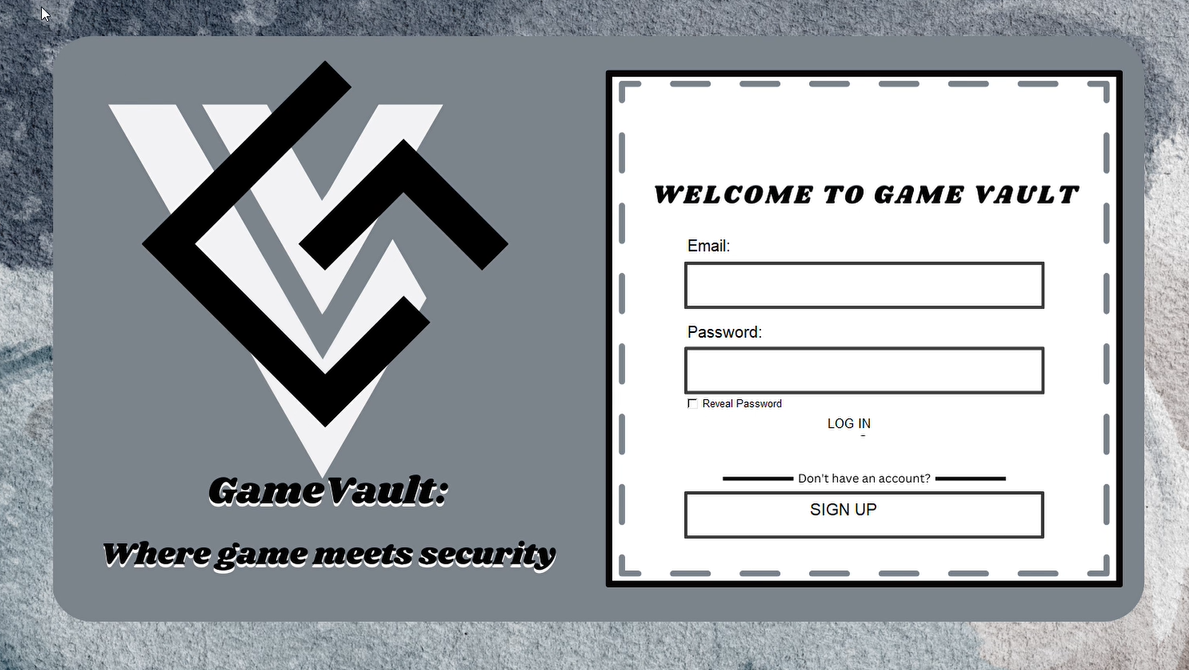 GameVault:
Where game meets security
WELCOME TO GAME VAULT
Email:
Password:
Reveal Password
LOG IN
Don't have an account?
SIGN UP